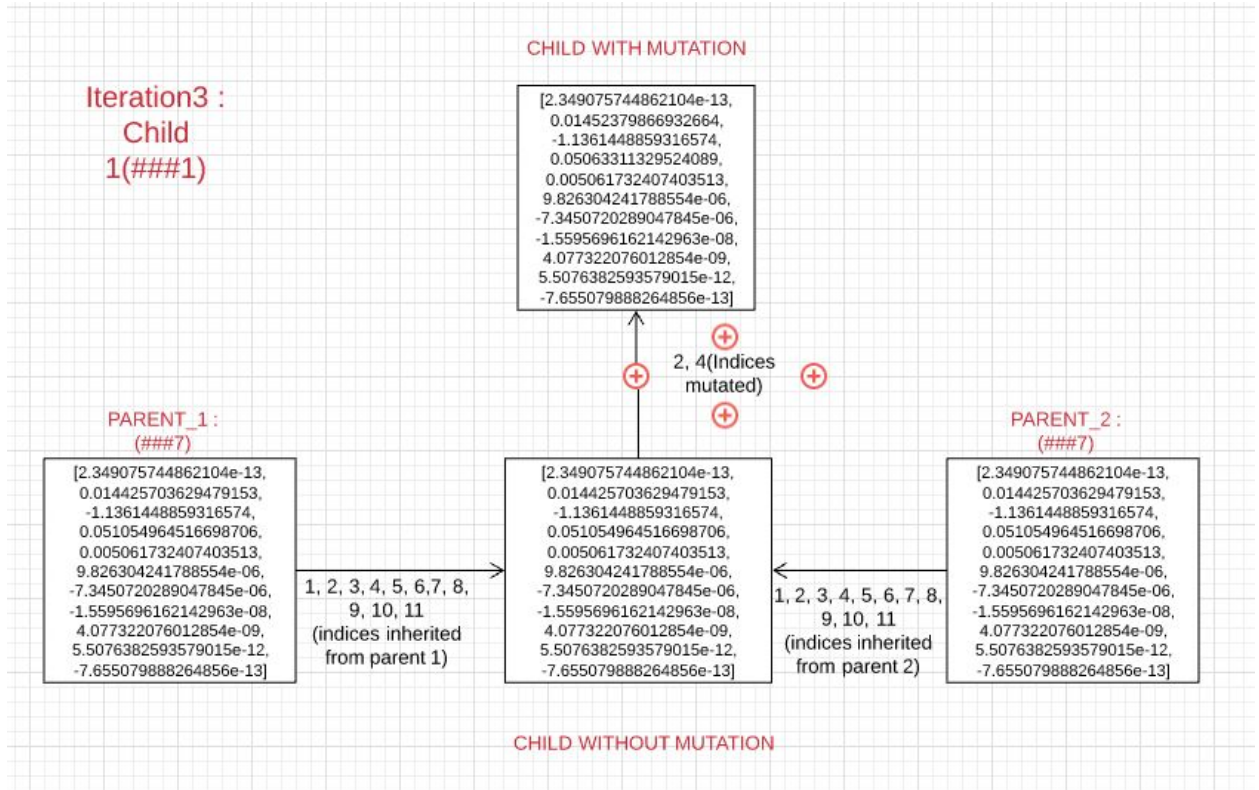 CHILD WITH MUTATION
Iteration3 :
Child
1(###1)
[2.349075744862104e-13,
0.01452379866932664,
-1.1361448859316574,
0.05063311329524089,
0.005061732407403513,
9.826304241788554e-06,
-7.3450720289047845e-06,
-1.5595696162142963e-08,
4.077322076012854e-09,
5.5076382593579015e-12,
-7.655079888264856e-13]
2, 4(Indices
mutated)
PARENT_1 :
(###7)
[2.349075744862104e-13,
0.014425703629479153,
-1.1361448859316574,
0.051054964516698706,
0.005061732407403513,
9.826304241788554e-06,
-7.3450720289047845e-06,
-1.5595696162142963e-08,
4.077322076012854e-09,
5.5076382593579015e-12,
-7.655079888264856e-13]
1, 2, 3, 4, 5, 6,7, 8,
9, 10, 11
(indices inherited
from parent 1)
[2.349075744862104e-13,
0.014425703629479153,
-1.1361448859316574,
0.051054964516698706,
0.005061732407403513,
9.826304241788554e-06,
-7.3450720289047845e-06,
-1.5595696162142963e-08,
4.077322076012854e-09,
5.5076382593579015e-12,
-7.655079888264856e-13]
1, 2, 3, 4, 5, 6, 7, 8,
9, 10, 11
(indices inherited
from parent 2)
PARENT_2 :
(###7)
[2.349075744862104e-13,
0.014425703629479153,
-1.1361448859316574,
0.051054964516698706,
0.005061732407403513,
9.826304241788554e-06,
-7.3450720289047845e-06,
-1.5595696162142963e-08,
4.077322076012854e-09,
5.5076382593579015e-12,
-7.655079888264856e-13]
CHILD WITHOUT MUTATION